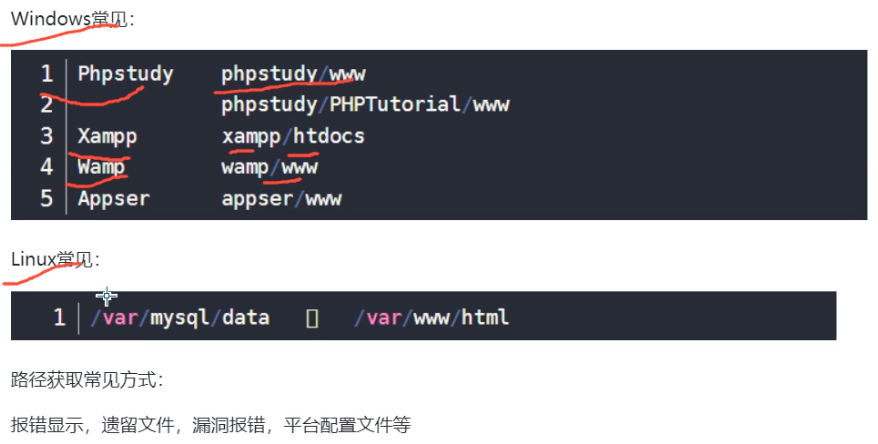 Windows常见：
1 Phpstudy phpstudy/www
2 phpstudy/PHPTutorial/www
3 Xampp xampp/htdocs
4 Wamp wamp/www
5 Appser appser/www
Linux常见：
1 /var/mysql/data ▯ /var/www/html
路径获取常见方式：
报错显示，遗留文件，漏洞报错，平台配置文件等